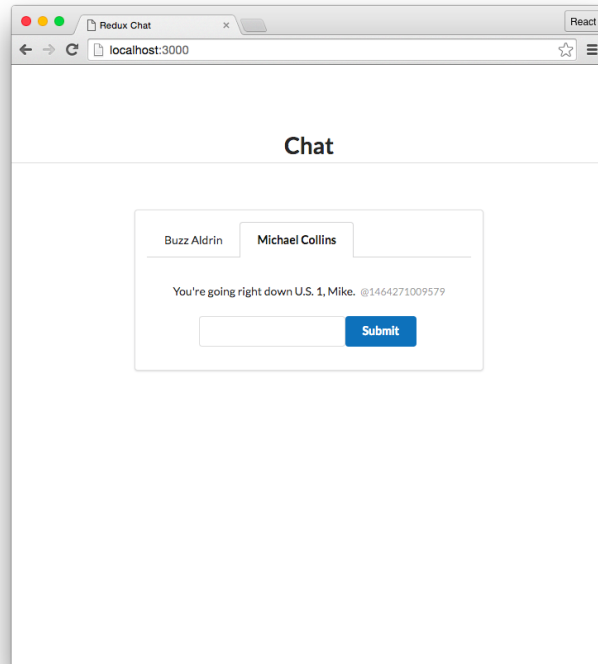 Redux Chat
React
localhost:3000
Chat
Buzz Aldrin
Michael Collins
You're going right down U.S. 1, Mike. @1464271009579
Submit